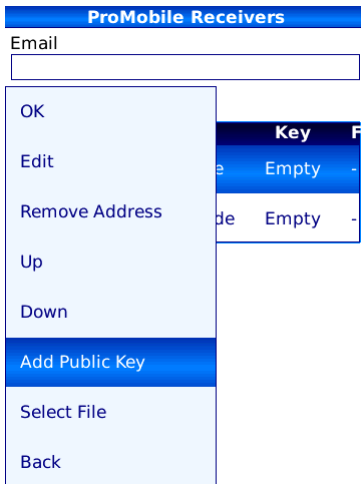 ProMobile Receivers
Email
OK
Edit
Remove Address
Up
Down
Add Public Key
Select File
Back
Key F
e Empty -
de Empty -